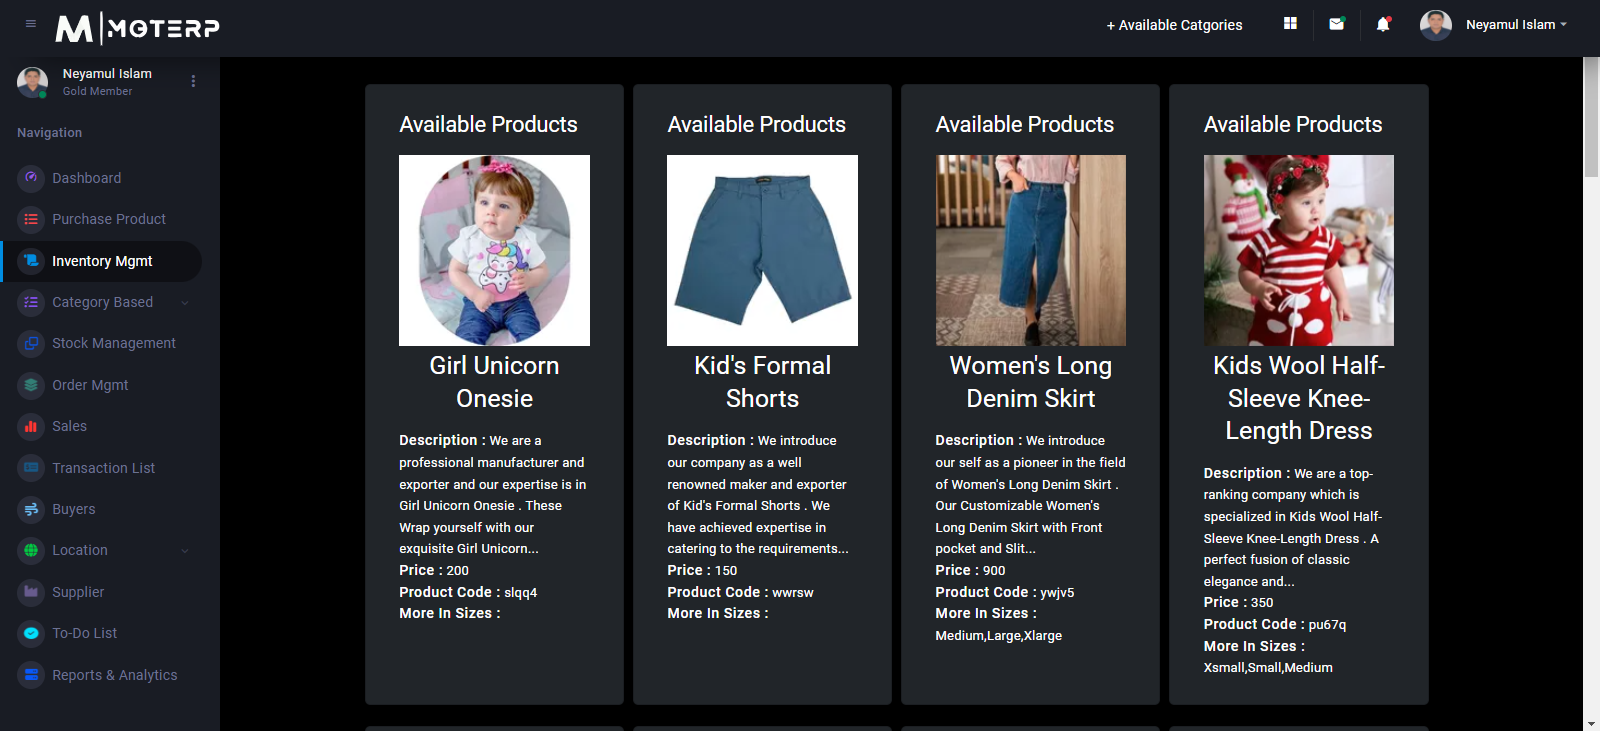 M|MGTERP
+ Available Catgories
Neyamul Islam
Neyamul Islam
Gold Member
Navigation
Dashboard
Purchase Product
Inventory Mgmt
Category Based
Stock Management
Order Mgmt
Sales
Transaction List
Buyers
Location
Supplier
To-Do List
Reports & Analytics
Available Products
Girl Unicorn
Onesie
Description : We are a
professional manufacturer and
exporter and our expertise is in
Girl Unicorn Onesie . These
Wrap yourself with our
exquisite Girl Unicorn...
Price : 200
Product Code : slqq4
More In Sizes :
Available Products
Kid's Formal
Shorts
Description : We introduce
our company as a well
renowned maker and exporter
of Kid's Formal Shorts . We
have achieved expertise in
catering to the requirements...
Price : 150
Product Code : wwrsw
More In Sizes :
Available Products
Women's Long
Denim Skirt
Description : We introduce
our self as a pioneer in the field
of Women's Long Denim Skirt .
Our Customizable Women's
Long Denim Skirt with Front
pocket and Slit...
Price : 900
Product Code : ywjv5
More In Sizes :
Medium,Large,Xlarge
Available Products
Kids Wool Half-
Sleeve Knee-
Length Dress
Description : We are a top-
ranking company which is
specialized in Kids Wool Half-
Sleeve Knee-Length Dress . A
perfect fusion of classic
elegance and...
Price : 350
Product Code : pu67q
More In Sizes :
Xsmall,Small,Medium